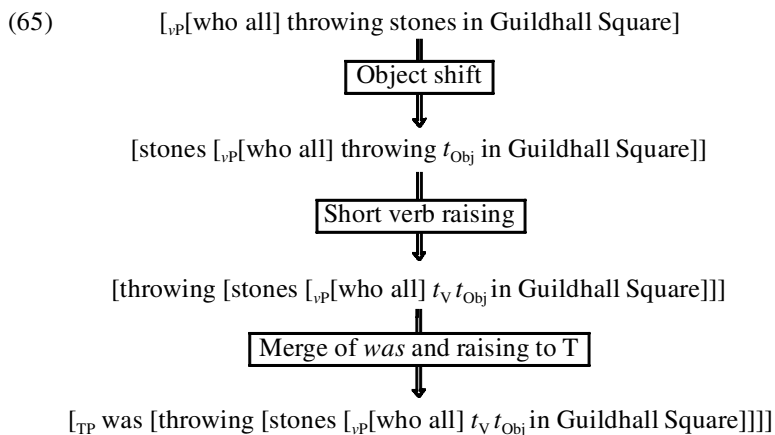 (65) [vP[who all] throwing stones in Guildhall Square]
Object shift
[stones [vP[who all] throwing tObj in Guildhall Square]]
Short verb raising
[throwing [stones [vP[who all] tV tObj in Guildhall Square]]]
Merge of was and raising to T
[TP was [throwing [stones [vP[who all] tV tObj in Guildhall Square]]]]